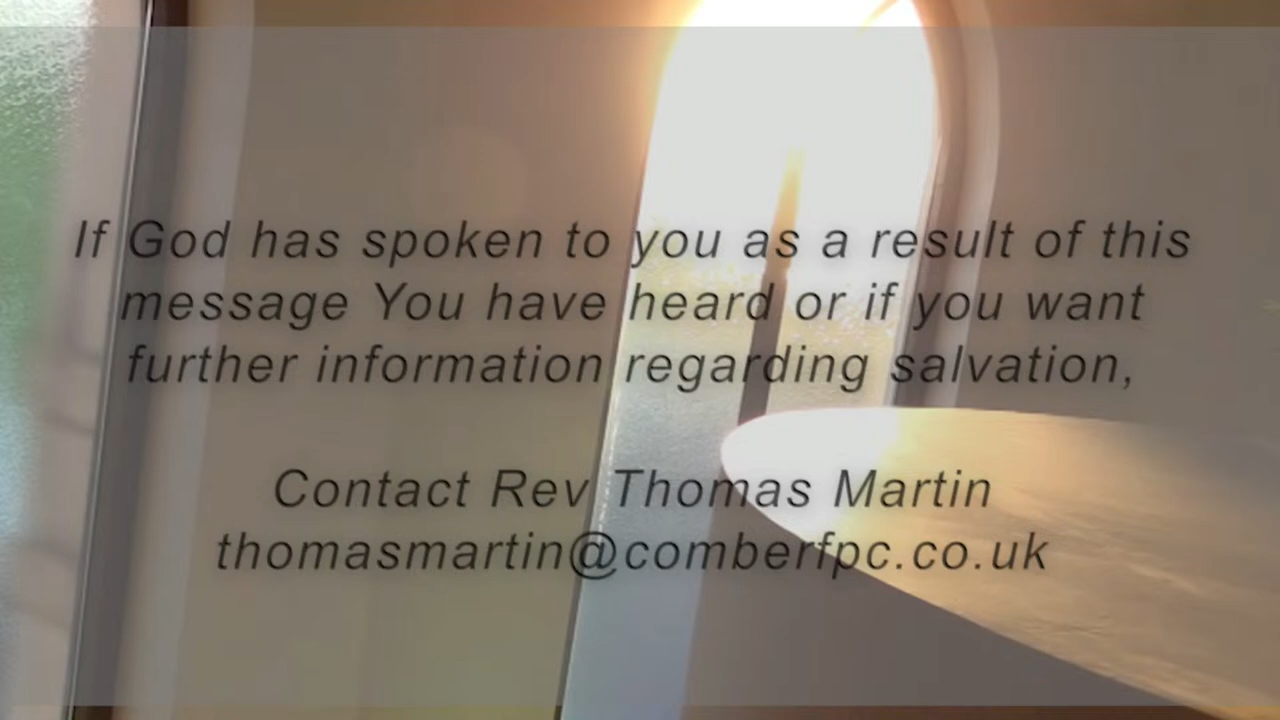 If God has spoken to you as a result of this
message You have heard or if you want
further information regarding salvation,
Contact Rev Thomas Martin
thomasmartin@comberfpc.co.uk